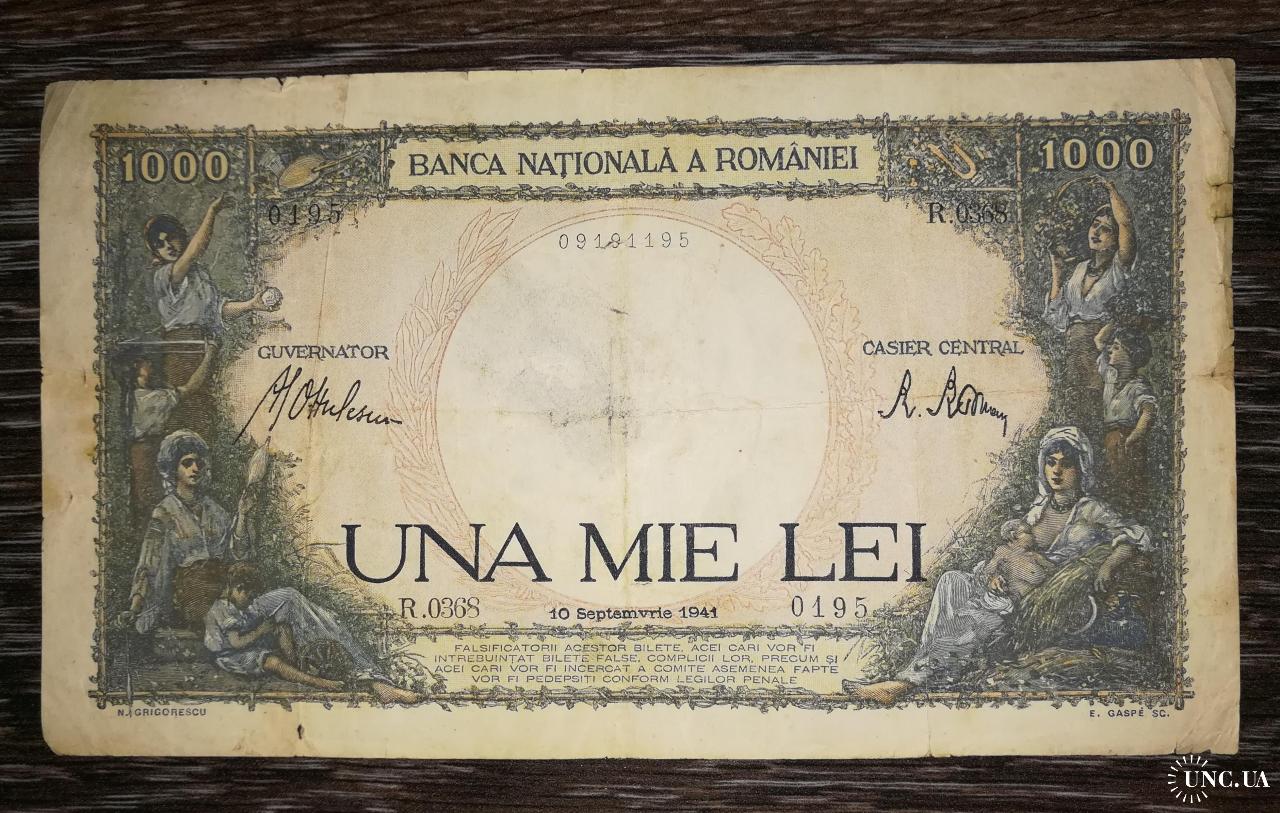 1000
BANCA NAȚIONALĂ A ROMÂNIEI
1000
0195
R.0368
09191195
GUVERNATOR
CASIER CENTRAL
UNA MIE LEI
R.0368
10 Septemvrie 1941
0195
FALSIFICATORII ACESTOR BILETE, ACEI CARI VOR FI
INTREBUINȚAT BILETE FALSE, COMPLICII LOR, PRECUM ȘI
ACEI CARI VOR FI INCERCAT A COMITE ASEMENEA FAPTE
VOR FI PEDEPSIȚI CONFORM LEGILOR PENALE
N. GRIGORESCU
E. GASPÉ SC.
UNC.UA